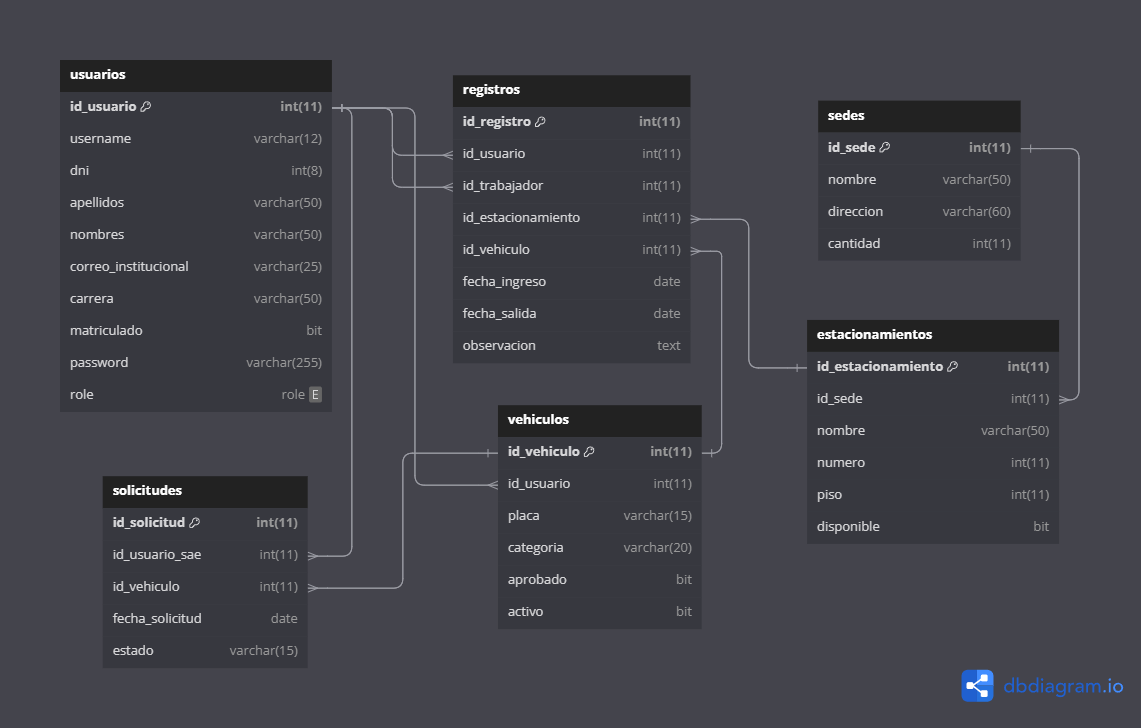 usuarios
id_usuario int(11)
username varchar(12)
dni int(8)
apellidos varchar(50)
nombres varchar(50)
correo_institucional varchar(25)
carrera varchar(50)
matriculado bit
password varchar(255)
role role E
registros
id_registro int(11)
id_usuario int(11)
id_trabajador int(11)
id_estacionamiento int(11)
id_vehiculo int(11)
fecha_ingreso date
fecha_salida date
observacion text
sedes
id_sede int(11)
nombre varchar(50)
direccion varchar(60)
cantidad int(11)
estacionamientos
id_estacionamiento int(11)
id_sede int(11)
nombre varchar(50)
numero int(11)
piso int(11)
disponible bit
vehiculos
id_vehiculo int(11)
id_usuario int(11)
placa varchar(15)
categoria varchar(20)
aprobado bit
activo bit
solicitudes
id_solicitud int(11)
id_usuario_sae int(11)
id_vehiculo int(11)
fecha_solicitud date
estado varchar(15)
dbdiagram.io